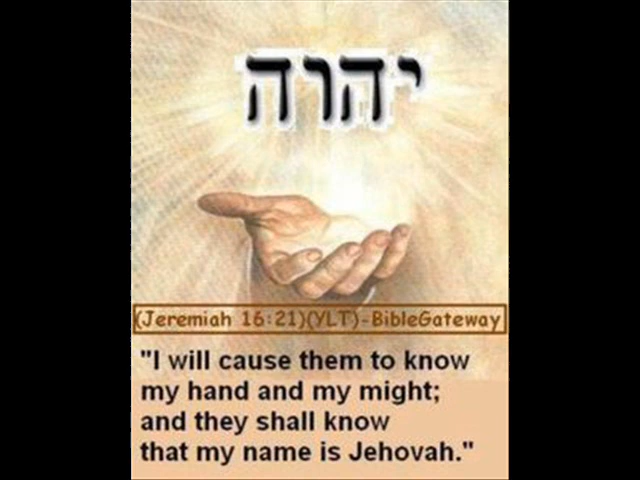 יהוה
(Jeremiah 16:21)(YLT)-BibleGateway
"I will cause them to know
my hand and my might;
and they shall know
that my name is Jehovah."